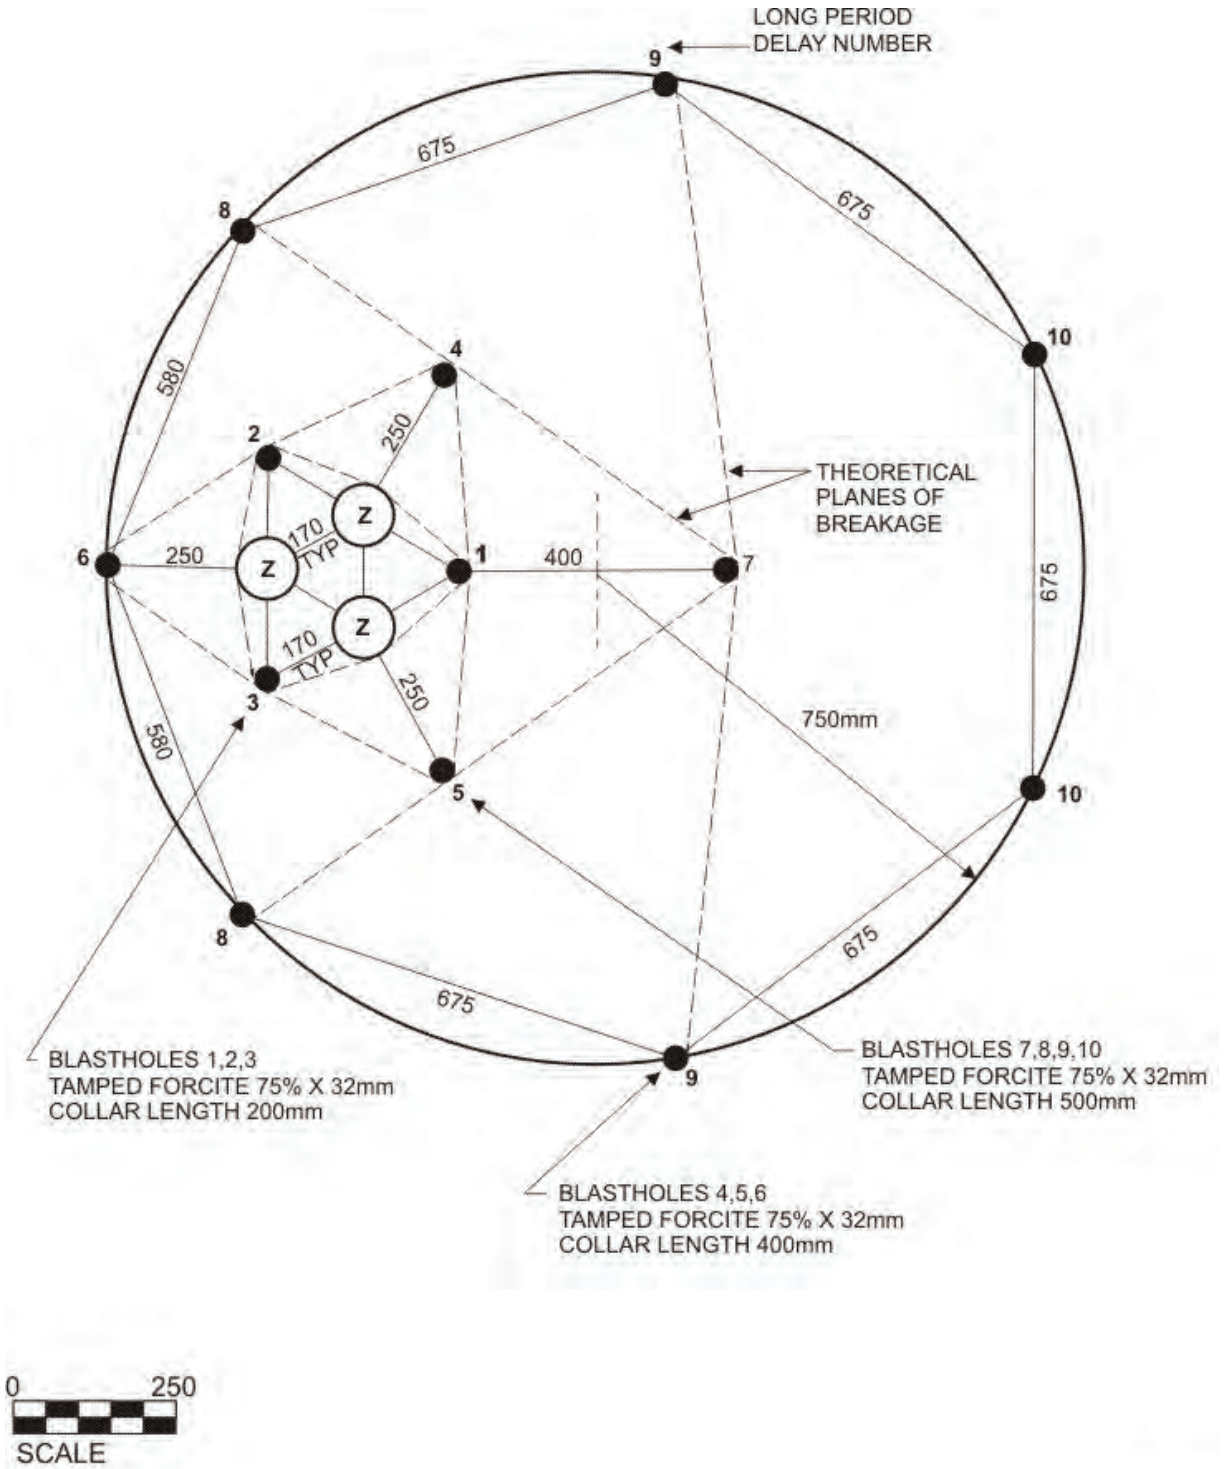 LONG PERIOD
DELAY NUMBER
9
675
675
8
10
4
580
250
2
THEORETICAL
PLANES OF
BREAKAGE
Z
170
TYP
6
250
Z
1
400
7
675
Z
170
TYP
250
3
750mm
580
5
10
8
675
675
9
BLASTHOLES 1,2,3
TAMPED FORCITE 75% X 32mm
COLLAR LENGTH 200mm
BLASTHOLES 7,8,9,10
TAMPED FORCITE 75% X 32mm
COLLAR LENGTH 500mm
BLASTHOLES 4,5,6
TAMPED FORCITE 75% X 32mm
COLLAR LENGTH 400mm
0 250
SCALE